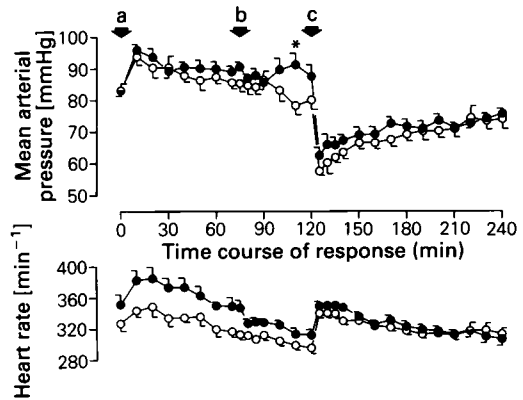 a b c
*
Mean arterial
pressure [mmHg]
100
90
80
70
60
50
0 30 60 90 120 150 180 210 240
Time course of response (min)
Heart rate [min⁻¹]
400
360
320
280